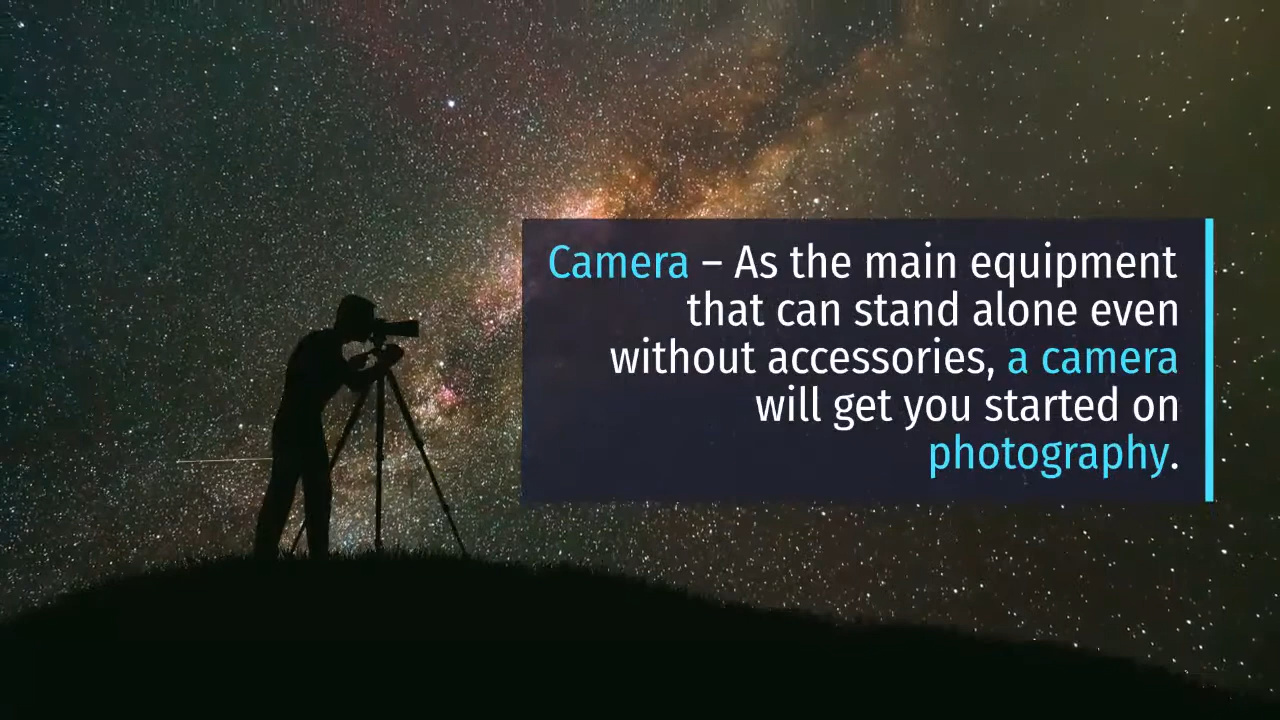 Camera – As the main equipment
that can stand alone even
without accessories, a camera
will get you started on
photography.